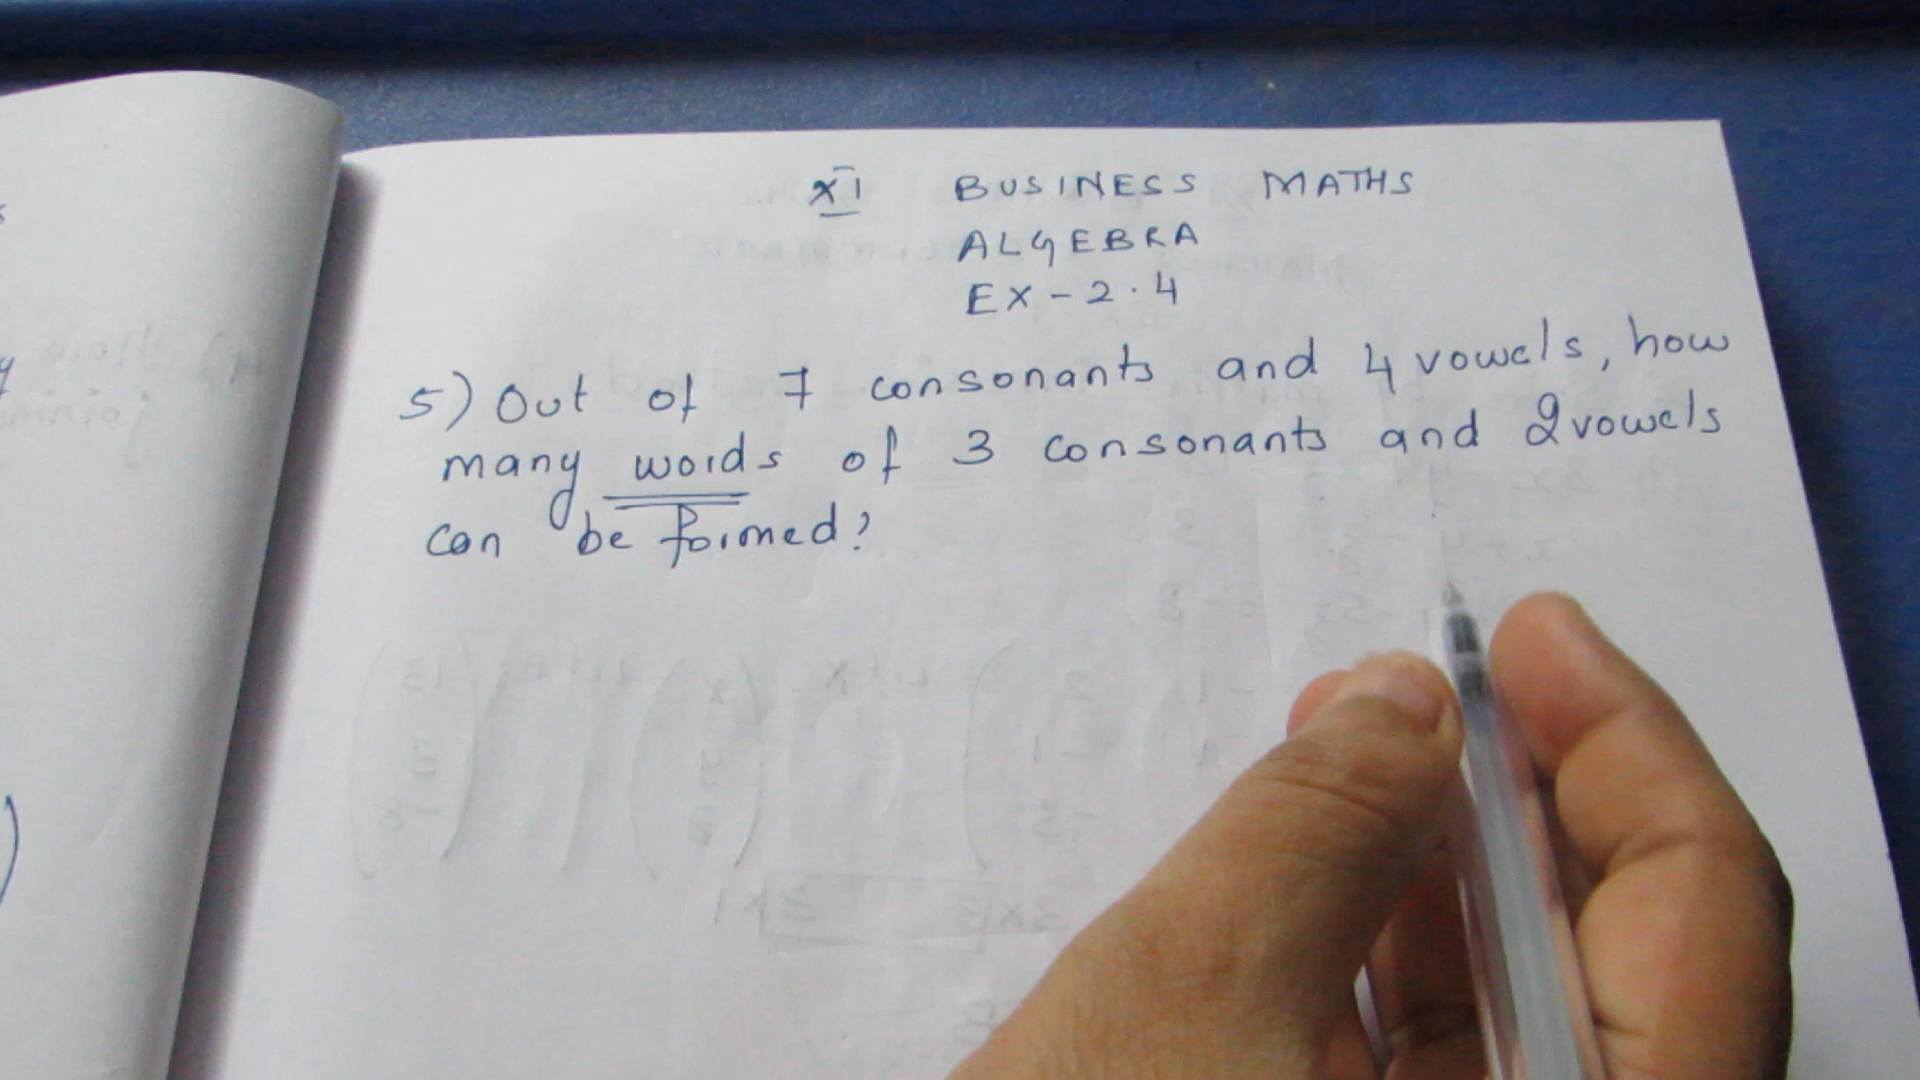 XI BUSINESS MATHS
ALGEBRA
EX - 2.4
5) Out of 7 consonants and 4 vowels, how
many words of 3 consonants and 2 vowels
can be formed?